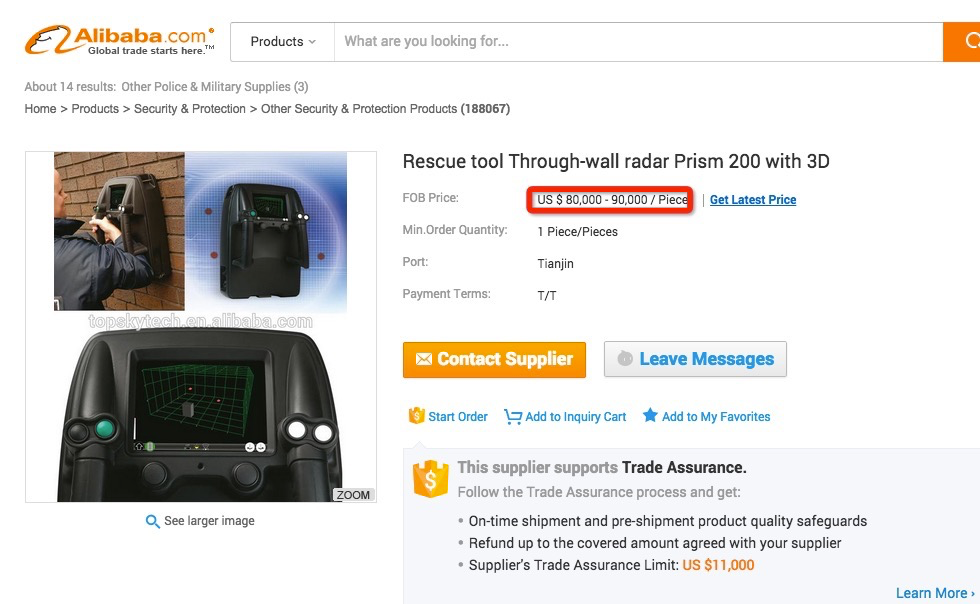 Alibaba.com®
Global trade starts here.™
Products
What are you looking for...
About 14 results: Other Police & Military Supplies (3)
Home > Products > Security & Protection > Other Security & Protection Products (188067)
Rescue tool Through-wall radar Prism 200 with 3D
FOB Price: US $ 80,000 - 90,000 / Piece | Get Latest Price
Min.Order Quantity: 1 Piece/Pieces
Port: Tianjin
Payment Terms: T/T
topskytech.en.alibaba.com
ZOOM
See larger image
Contact Supplier
Leave Messages
Start Order
Add to Inquiry Cart
Add to My Favorites
This supplier supports Trade Assurance.
Follow the Trade Assurance process and get:
• On-time shipment and pre-shipment product quality safeguards
• Refund up to the covered amount agreed with your supplier
• Supplier's Trade Assurance Limit: US $11,000
Learn More ›